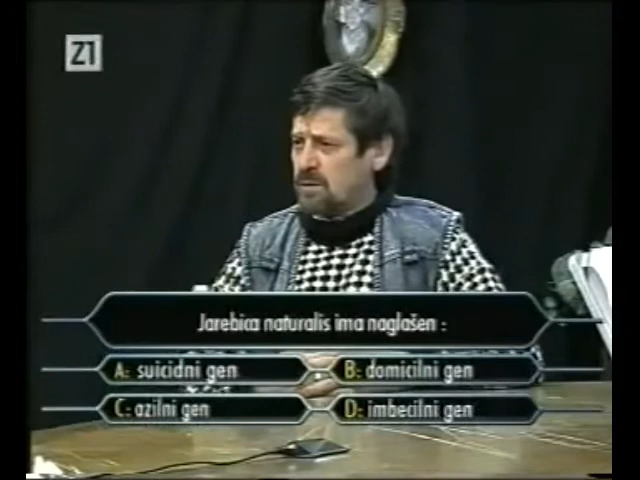 Z1
Jarebica naturalis ima naglašen :
A: suicidni gen
B: domicilni gen
C: azilni gen
D: imbecilni gen